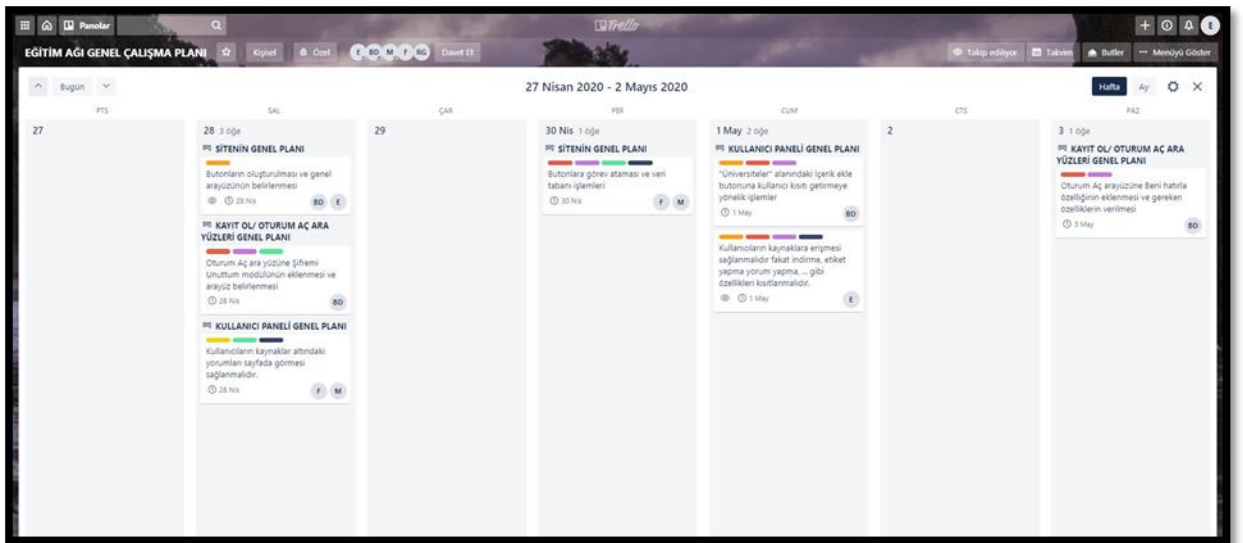 Panolar
Trello
E
EĞİTİM AĞI GENEL ÇALIŞMA PLANI
Kişisel
Özel
E BD M F RG
Davet Et
Takip ediliyor
Takvim
Butler
Menüyü Göster
Bugün
27 Nisan 2020 - 2 Mayıs 2020
Hafta
Ay
PTS SAL ÇAR PER CUM CTS PAZ
27
28 3 öğe
SİTENİN GENEL PLANI
Butonların oluşturulması ve genel
arayüzünün belirlenmesi
28 Nis
BD E
KAYIT OL/ OTURUM AÇ ARA
YÜZLERİ GENEL PLANI
Oturum Aç ara yüzüne Şifremi
Unuttum modülünün eklenmesi ve
arayüz belirlenmesi
28 Nis
BD
KULLANICI PANELİ GENEL PLANI
Kullanıcıların kaynaklar altındaki
yorumları sayfada görmesi
sağlanmalıdır.
28 Nis
F M
29
30 Nis 1 öğe
SİTENİN GENEL PLANI
Butonlara görev ataması ve veri
tabanı işlemleri
30 Nis
F M
1 May 2 öğe
KULLANICI PANELİ GENEL PLANI
"Üniversiteler" alanındaki içerik ekle
butonuna kullanıcı kısıtı getirmeye
yönelik işlemler
1 May
BD
Kullanıcıların kaynaklara erişmesi
sağlanmalıdır fakat indirme, etiket
yapma yorum yapma, ... gibi
özellikleri kısıtlanmalıdır.
1 May
E
2
3 1 öğe
KAYIT OL/ OTURUM AÇ ARA
YÜZLERİ GENEL PLANI
Oturum Aç arayüzüne Beni hatırla
özelliğinin eklenmesi ve gereken
özelliklerin verilmesi
3 May
BD